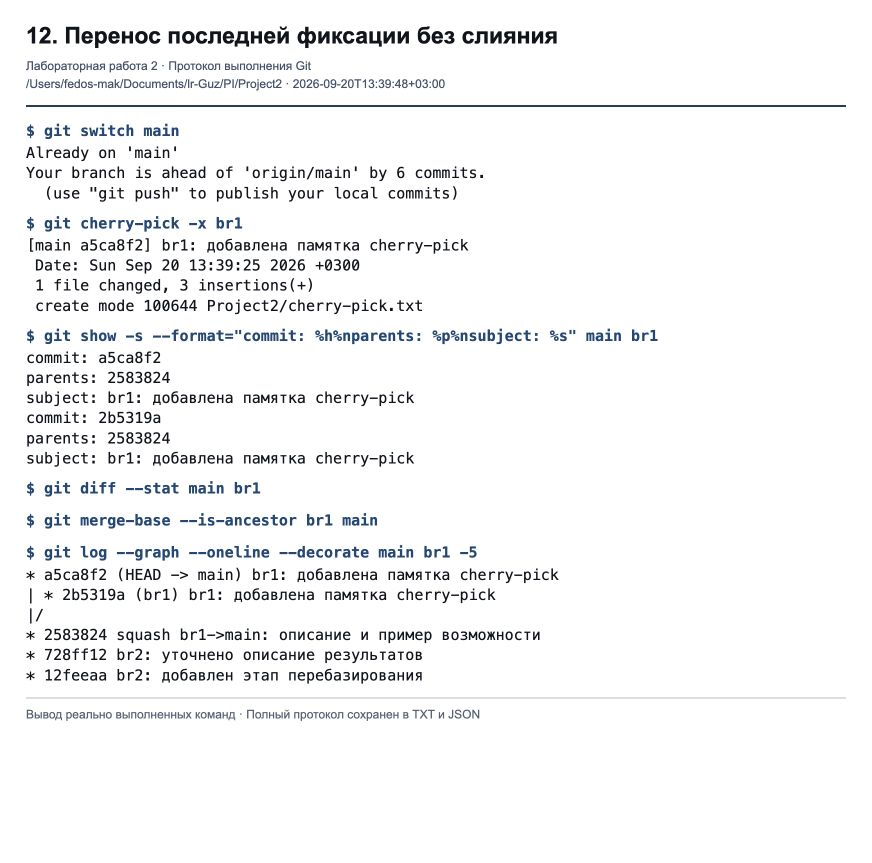 12. Перенос последней фиксации без слияния
Лабораторная работа 2 · Протокол выполнения Git
/Users/fedos-mak/Documents/Ir-Guz/PI/Project2 · 2026-09-20T13:39:48+03:00
$ git switch main
Already on 'main'
Your branch is ahead of 'origin/main' by 6 commits.
  (use "git push" to publish your local commits)
$ git cherry-pick -x br1
[main a5ca8f2] br1: добавлена памятка cherry-pick
 Date: Sun Sep 20 13:39:25 2026 +0300
 1 file changed, 3 insertions(+)
 create mode 100644 Project2/cherry-pick.txt
$ git show -s --format="commit: %h%nparents: %p%nsubject: %s" main br1
commit: a5ca8f2
parents: 2583824
subject: br1: добавлена памятка cherry-pick
commit: 2b5319a
parents: 2583824
subject: br1: добавлена памятка cherry-pick
$ git diff --stat main br1
$ git merge-base --is-ancestor br1 main
$ git log --graph --oneline --decorate main br1 -5
* a5ca8f2 (HEAD -> main) br1: добавлена памятка cherry-pick
| * 2b5319a (br1) br1: добавлена памятка cherry-pick
|/
* 2583824 squash br1->main: описание и пример возможности
* 728ff12 br2: уточнено описание результатов
* 12feeaa br2: добавлен этап перебазирования
Вывод реально выполненных команд · Полный протокол сохранен в TXT и JSON